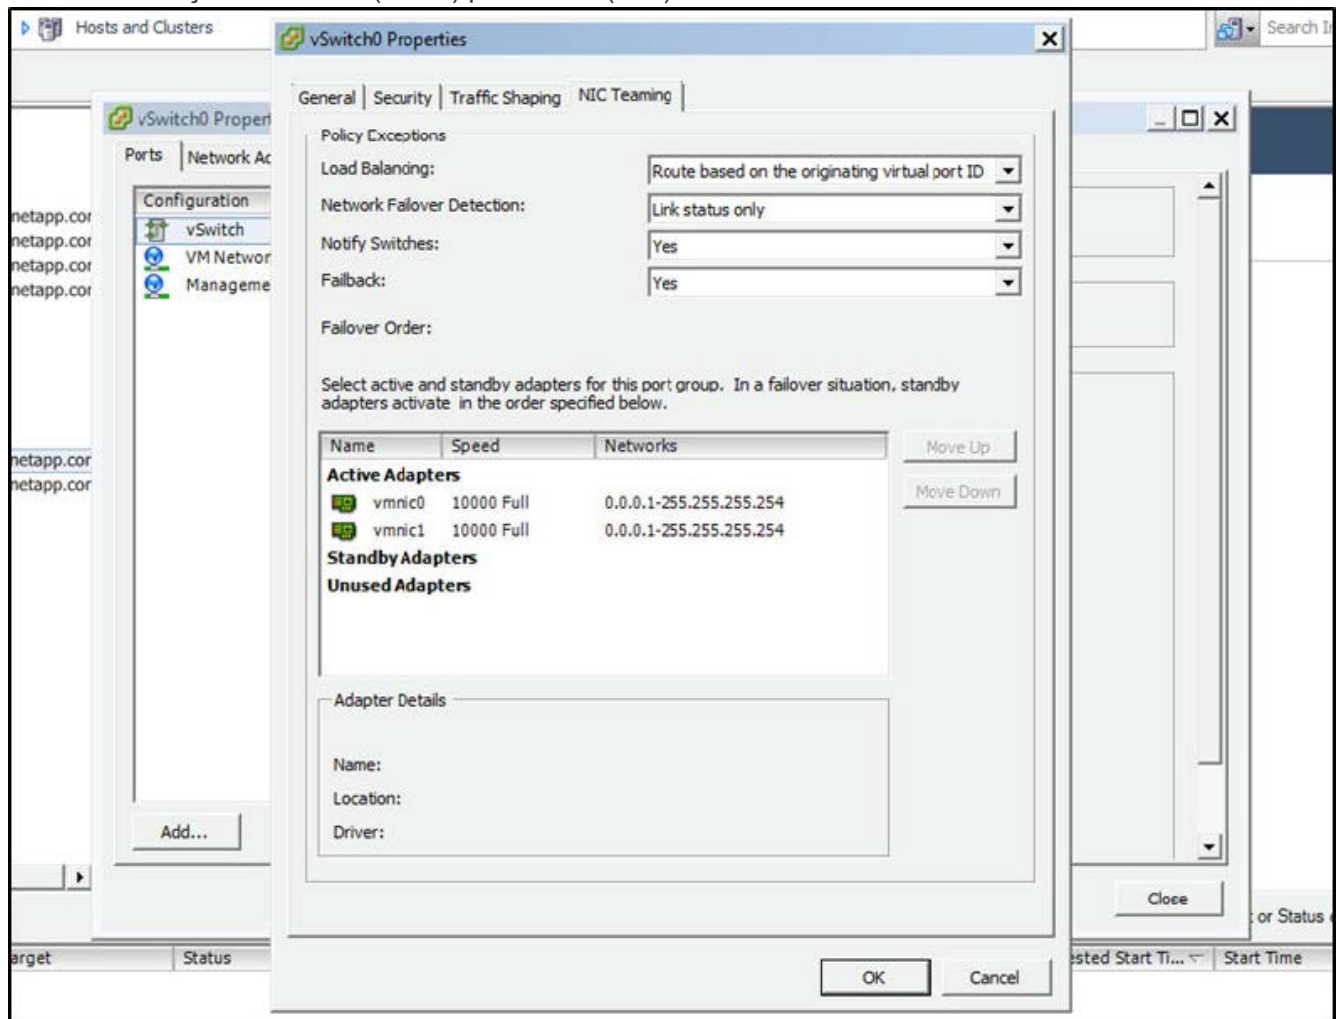 Hosts and Clusters
vSwitch0 Properties
Search I
General Security Traffic Shaping NIC Teaming
vSwitch0 Propert
Ports Network Ac
Policy Exceptions
Load Balancing: Route based on the originating virtual port ID
Configuration
Network Failover Detection: Link status only
vSwitch
Notify Switches: Yes
VM Networ
Failback: Yes
Manageme
netapp.cor
netapp.cor
netapp.cor
netapp.cor
Failover Order:
Select active and standby adapters for this port group. In a failover situation, standby
adapters activate in the order specified below.
Name Speed Networks
Move Up
Active Adapters
netapp.cor
netapp.cor
Move Down
vmnic0 10000 Full 0.0.0.1-255.255.255.254
vmnic1 10000 Full 0.0.0.1-255.255.255.254
Standby Adapters
Unused Adapters
Adapter Details
Name:
Location:
Driver:
Add...
Close
or Status
arget Status
ested Start Ti... Start Time
OK Cancel